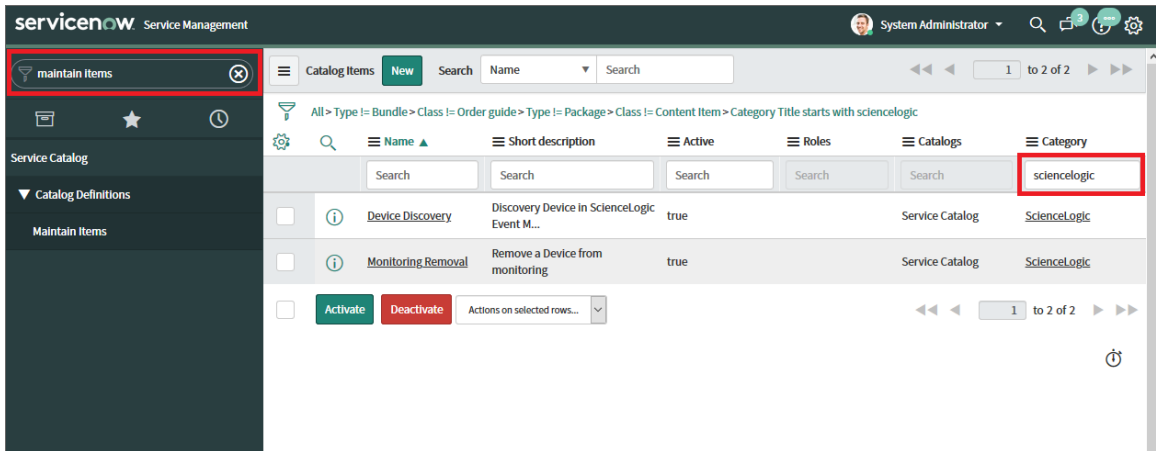 servicenow Service Management
System Administrator
3
maintain items
Catalog Items New Search Name Search 1 to 2 of 2
All > Type != Bundle > Class != Order guide > Type != Package > Class != Content Item > Category Title starts with sciencelogic
Name Short description Active Roles Catalogs Category
Search Search Search Search Search sciencelogic
Service Catalog
Catalog Definitions
Maintain Items
Device Discovery Discovery Device in ScienceLogic true Service Catalog ScienceLogic
Event M...
Monitoring Removal Remove a Device from true Service Catalog ScienceLogic
monitoring
Activate Deactivate Actions on selected rows... 1 to 2 of 2